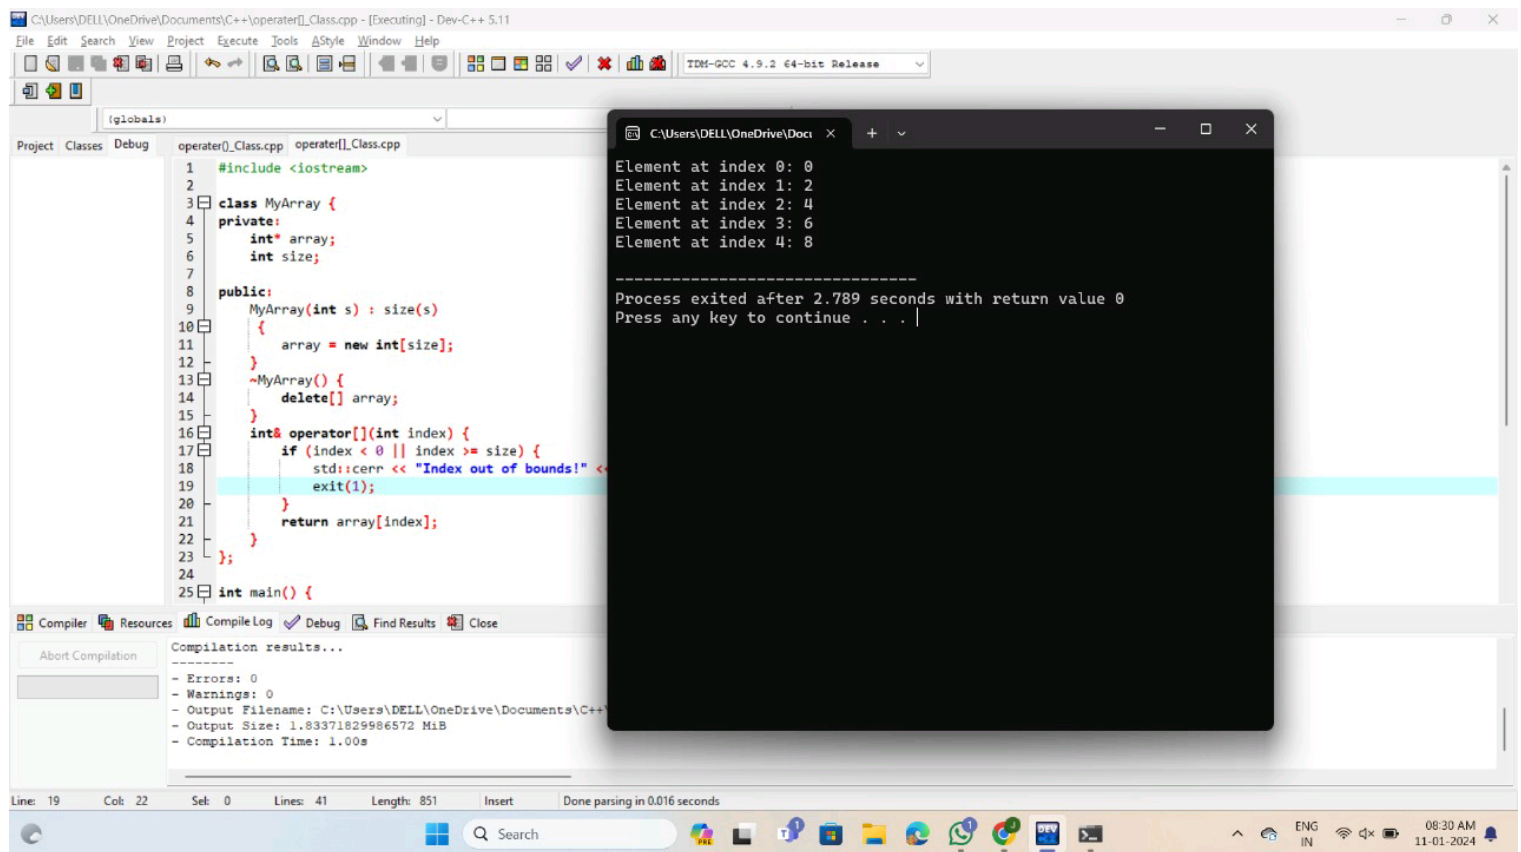 C:\Users\DELL\OneDrive\Documents\C++\operater[]_Class.cpp - [Executing] - Dev-C++ 5.11
File Edit Search View Project Execute Tools AStyle Window Help
TDM-GCC 4.9.2 64-bit Release
(globals)
Project Classes Debug
operater()_Class.cpp operater[]_Class.cpp
1 #include <iostream>
2
3 class MyArray {
4 private:
5 int* array;
6 int size;
7
8 public:
9 MyArray(int s) : size(s)
10 {
11 array = new int[size];
12 }
13 ~MyArray() {
14 delete[] array;
15 }
16 int& operator[](int index) {
17 if (index < 0 || index >= size) {
18 std::cerr << "Index out of bounds!" <
19 exit(1);
20 }
21 return array[index];
22 }
23 };
24
25 int main() {
C:\Users\DELL\OneDrive\Docu
Element at index 0: 0
Element at index 1: 2
Element at index 2: 4
Element at index 3: 6
Element at index 4: 8
--------------------------------
Process exited after 2.789 seconds with return value 0
Press any key to continue . . .
Compiler Resources Compile Log Debug Find Results Close
Abort Compilation
Compilation results...
--------
- Errors: 0
- Warnings: 0
- Output Filename: C:\Users\DELL\OneDrive\Documents\C++\
- Output Size: 1.83371829986572 MiB
- Compilation Time: 1.00s
Line: 19 Col: 22 Sel: 0 Lines: 41 Length: 851 Insert Done parsing in 0.016 seconds
Search
PRE
1
1
J
DEV
ENG
IN
08:30 AM
11-01-2024